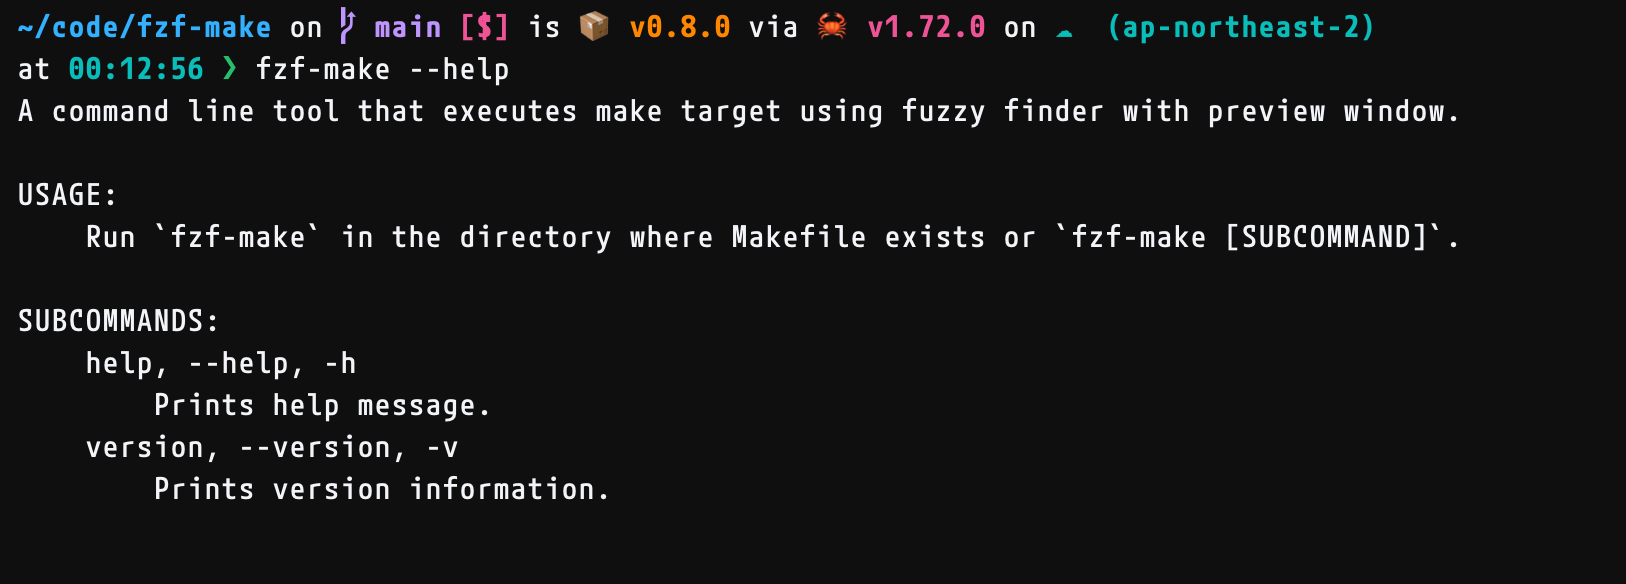 ~/code/fzf-make on main [$] is 📦 v0.8.0 via 🦀 v1.72.0 on ☁ (ap-northeast-2)
at 00:12:56 ❯ fzf-make --help
A command line tool that executes make target using fuzzy finder with preview window.
USAGE:
Run `fzf-make` in the directory where Makefile exists or `fzf-make [SUBCOMMAND]`.
SUBCOMMANDS:
help, --help, -h
Prints help message.
version, --version, -v
Prints version information.